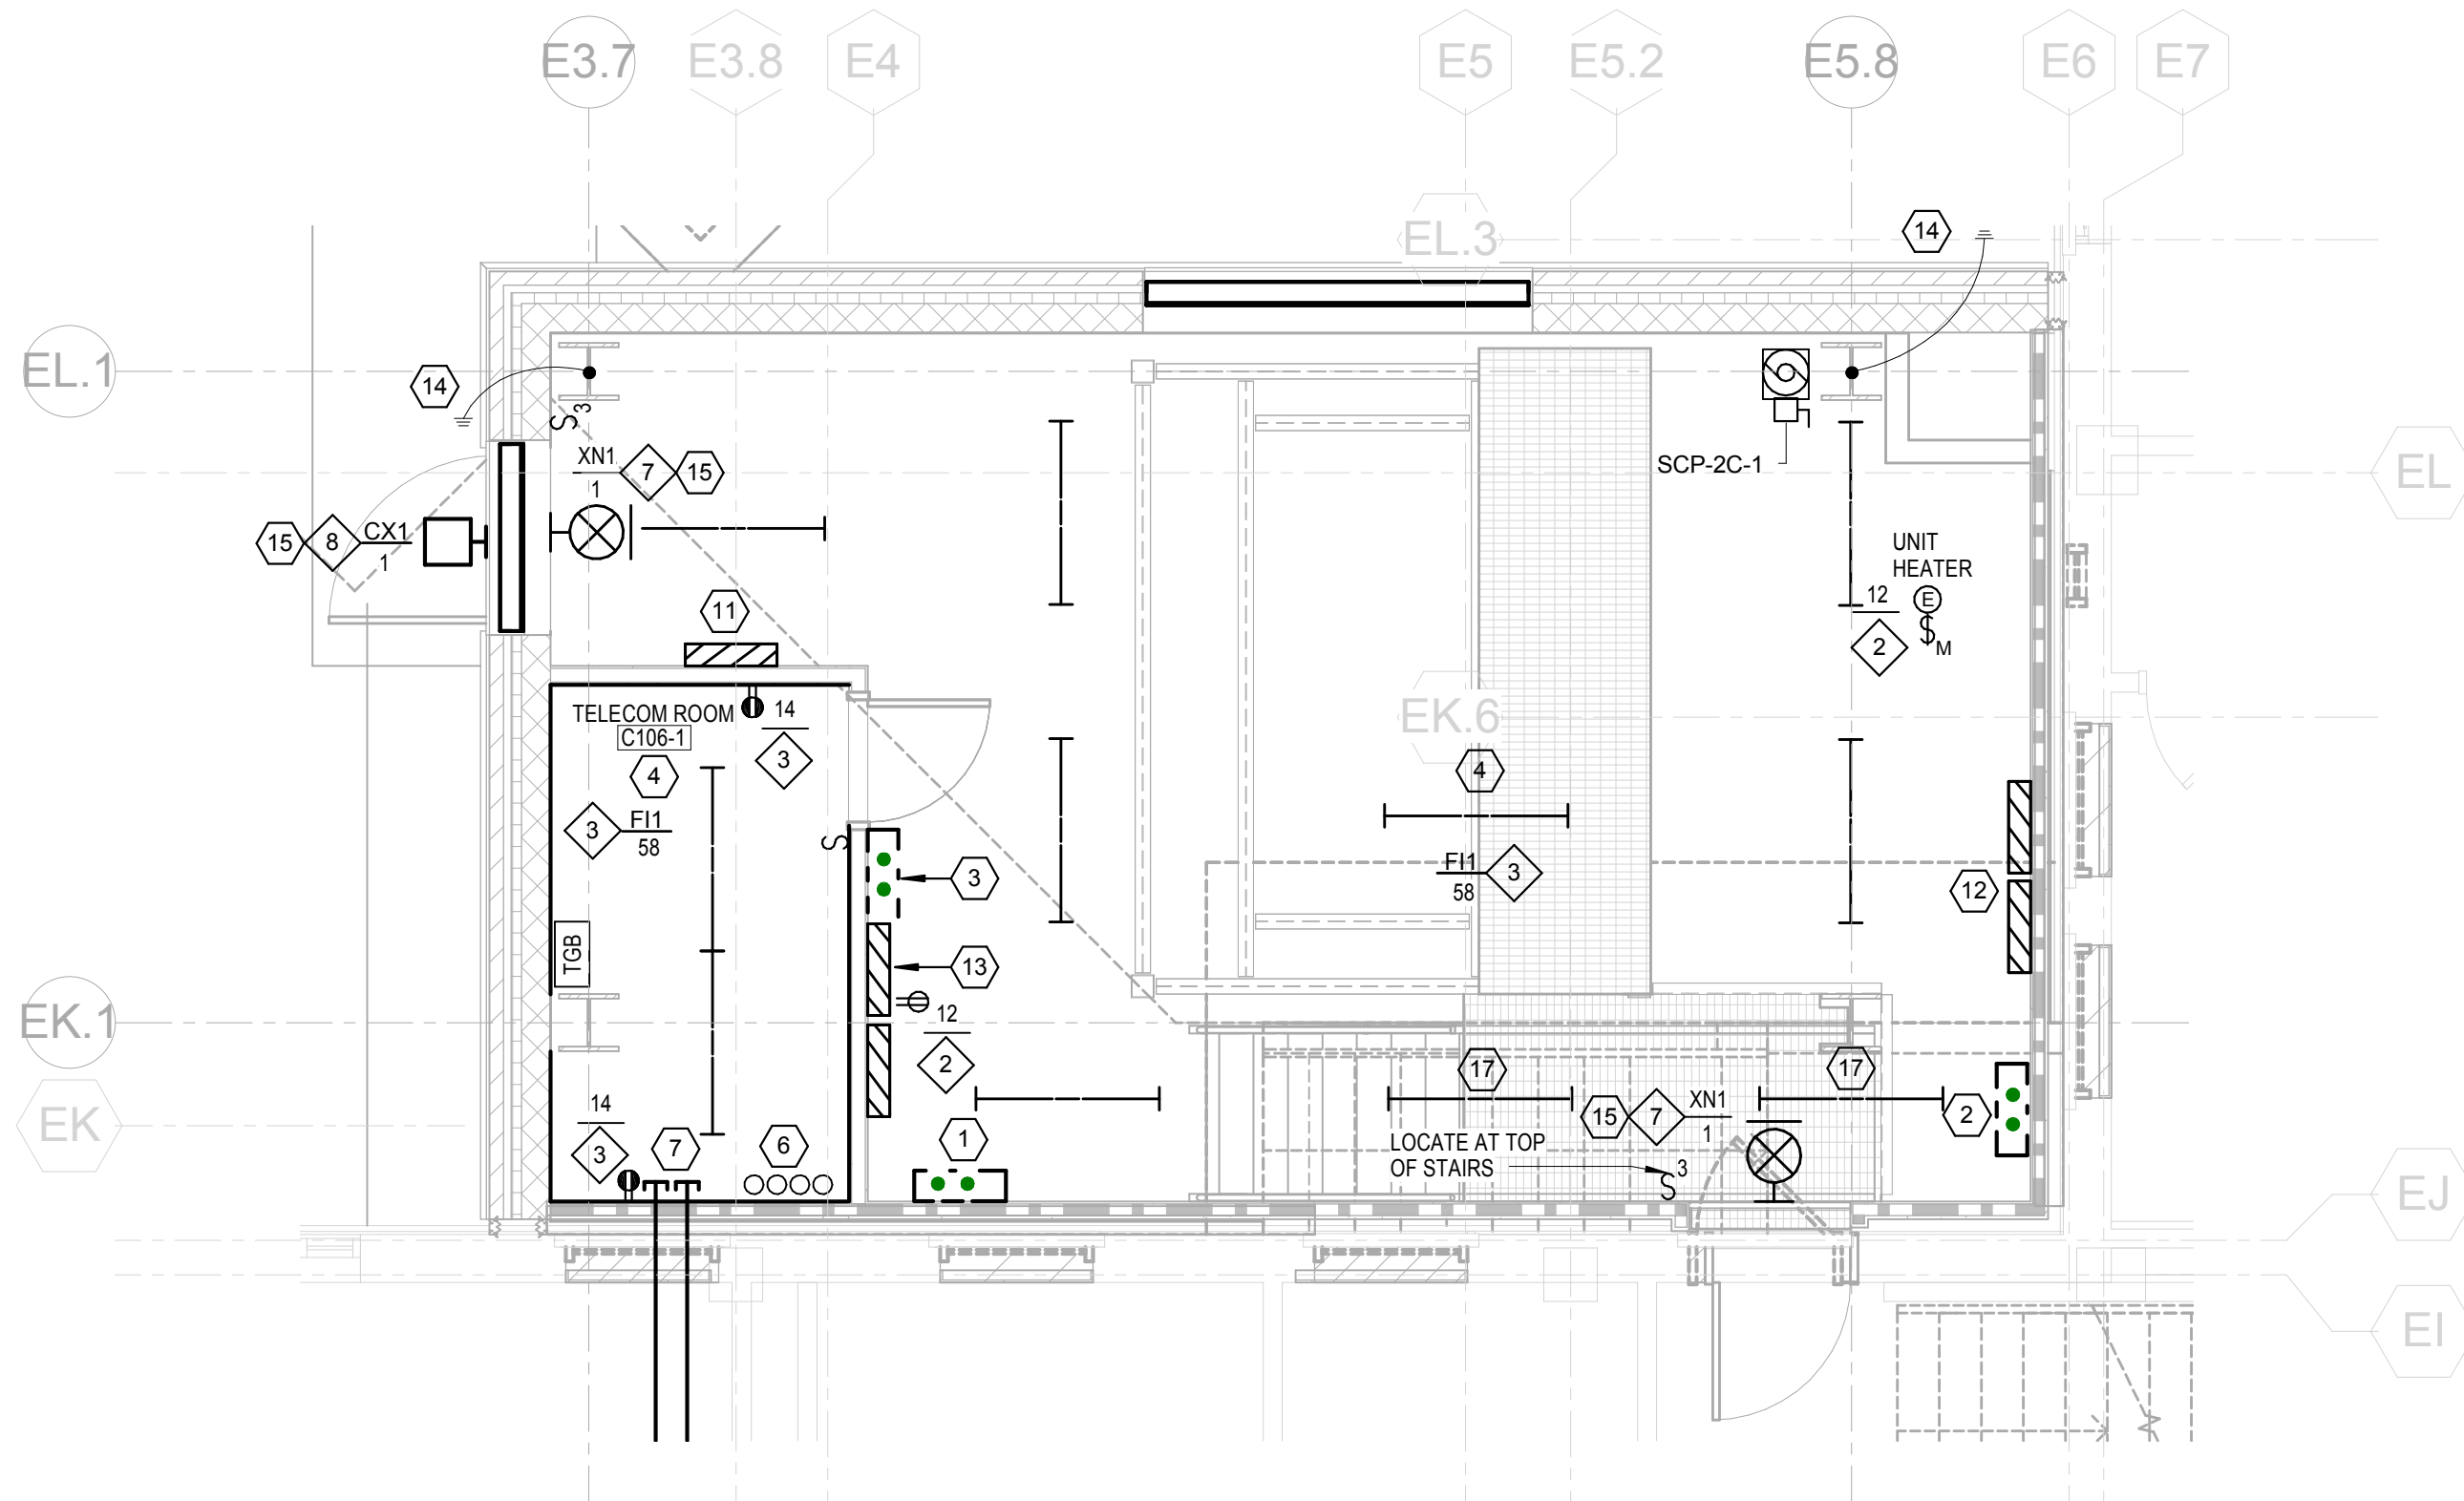 E3.7
E3.8
E4
E5
E5.2
E5.8
E6
E7
EL.3
14
EL.1
14
S3
XN1
7
15
1
SCP-2C-1
EL
15
8
CX1
1
UNIT
HEATER
12
E
2
$M
11
TELECOM ROOM
C106-1
14
4
3
EK.6
4
3
FI1
58
S
3
FI1
3
58
12
TGB
13
12
2
EK.1
17
17
EK
14
3
7
6
1
15
7
XN1
1
2
LOCATE AT TOP
OF STAIRS
S3
EJ
EI